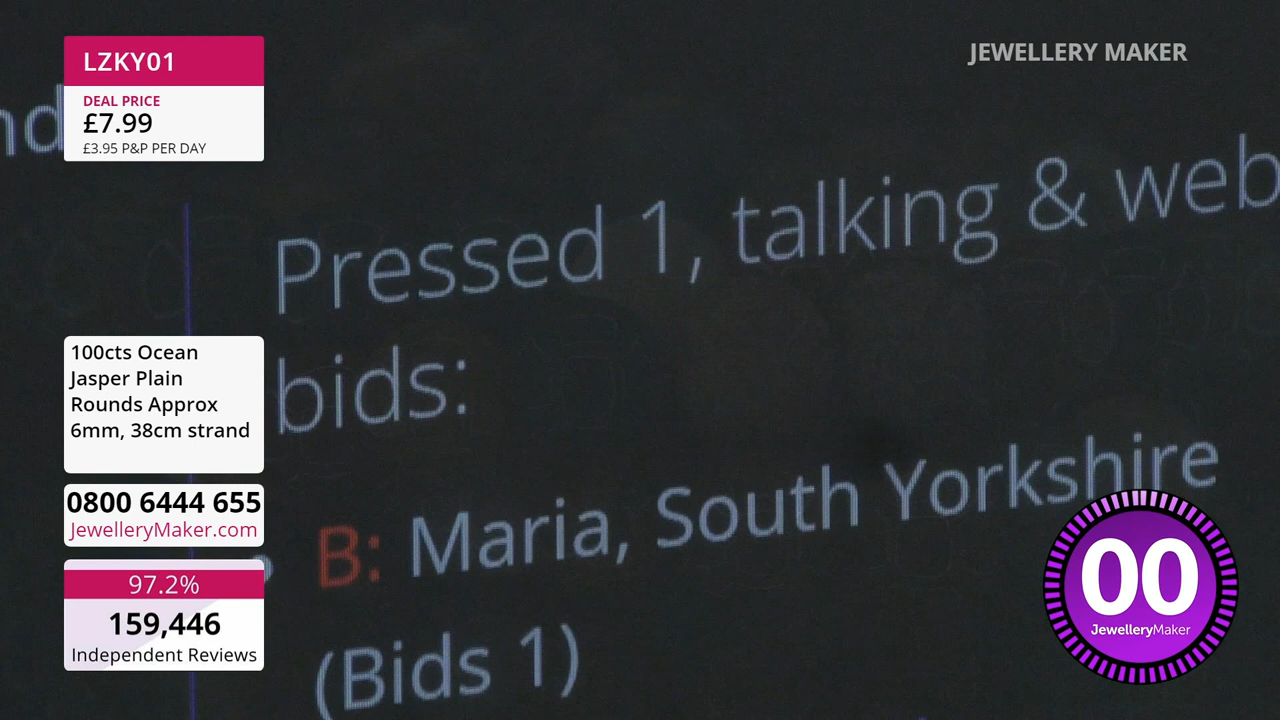 LZKY01
DEAL PRICE
£7.99
£3.95 P&P PER DAY
JEWELLERY MAKER
nd
Pressed 1, talking & web
bids:
B: Maria, South Yorkshire
(Bids 1)
100cts Ocean
Jasper Plain
Rounds Approx
6mm, 38cm strand
0800 6444 655
JewelleryMaker.com
97.2%
159,446
Independent Reviews
00
JewelleryMaker